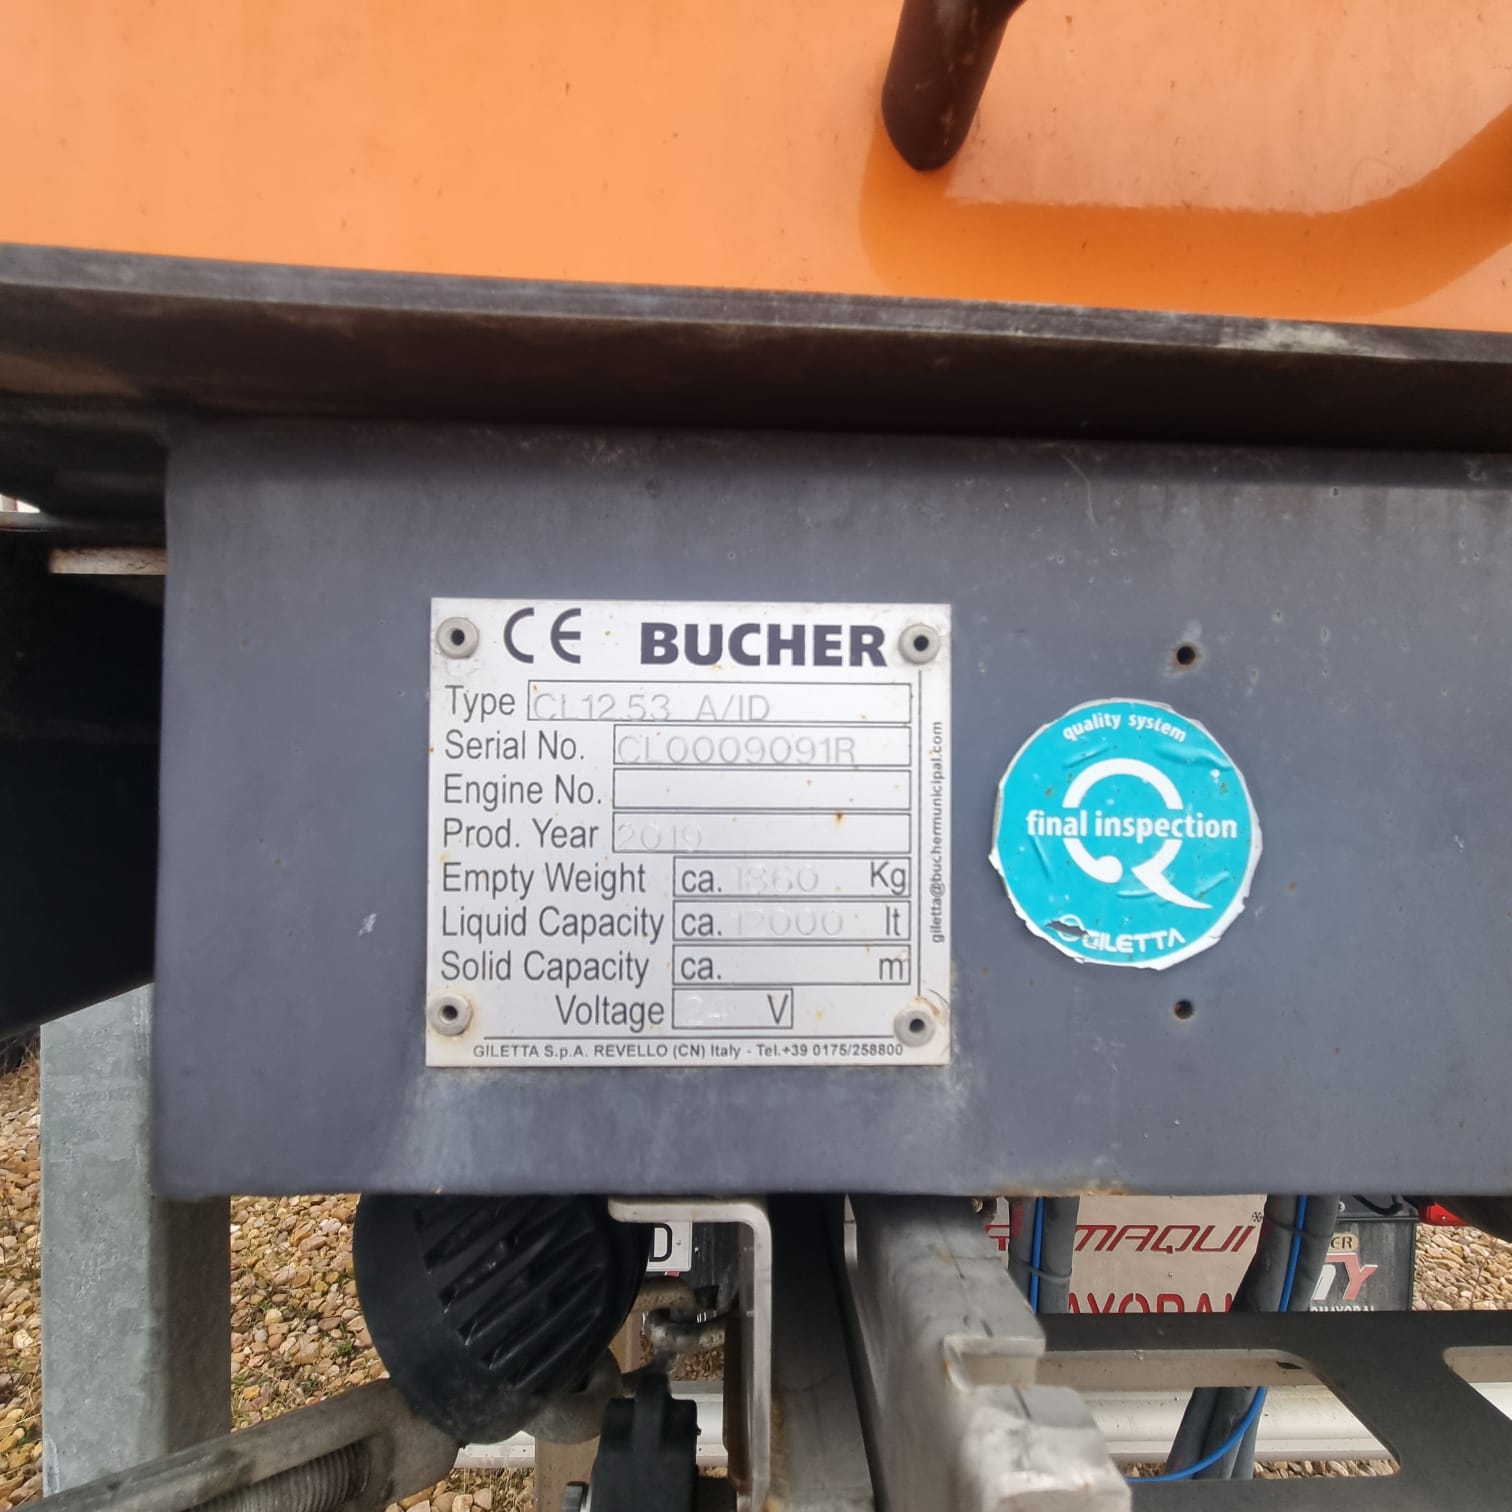 CE BUCHER
Type CL12.53 A/ID
Serial No. CL0009091R
Engine No.
Prod. Year 2019
Empty Weight ca. 1860 Kg
Liquid Capacity ca. 12000 lt
Solid Capacity ca. m
Voltage 24 V
GILETTA S.p.A. REVELLO (CN) Italy - Tel.+39 0175/258800
giletta@buchermunicipal.com
quality system
final inspection
GILETTA
D
MAQUI